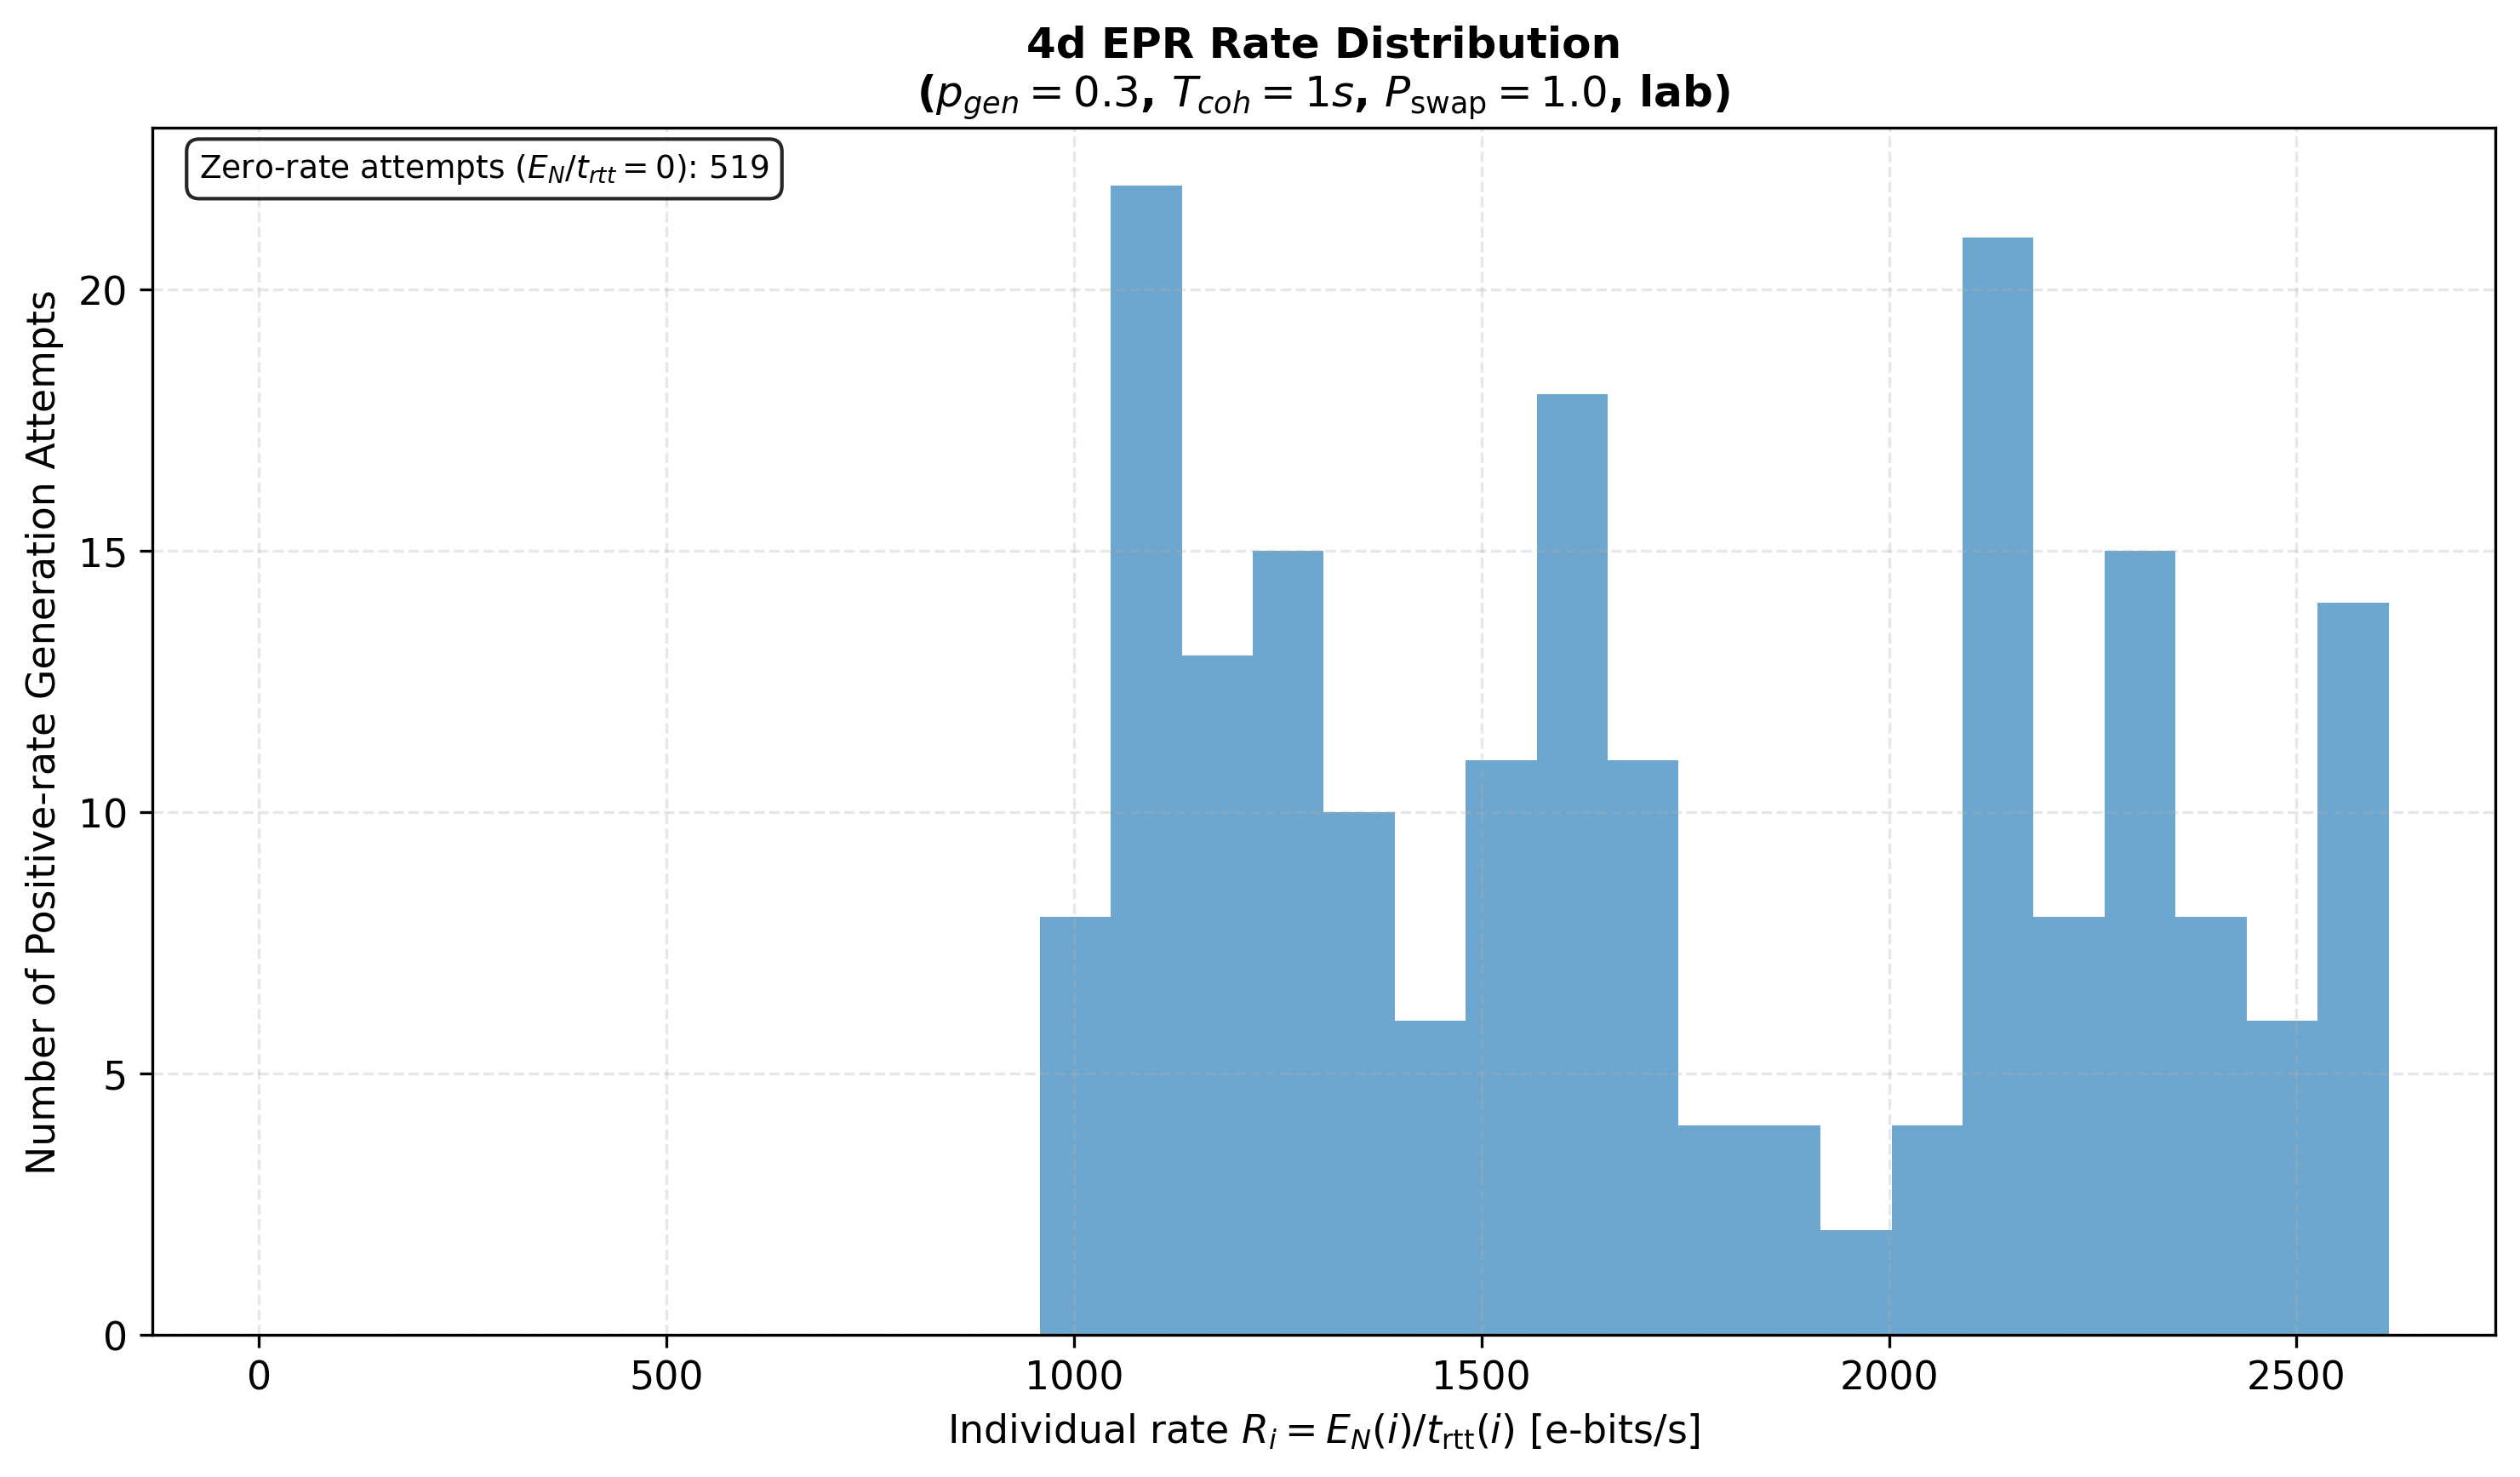 4d EPR Rate Distribution
(p_gen = 0.3, T_coh = 1s, P_swap = 1.0, lab)
Zero-rate attempts (E_N/t_rtt = 0): 519
Number of Positive-rate Generation Attempts
20
15
10
5
0
0 500 1000 1500 2000 2500
Individual rate R_i = E_N(i)/t_rtt(i) [e-bits/s]